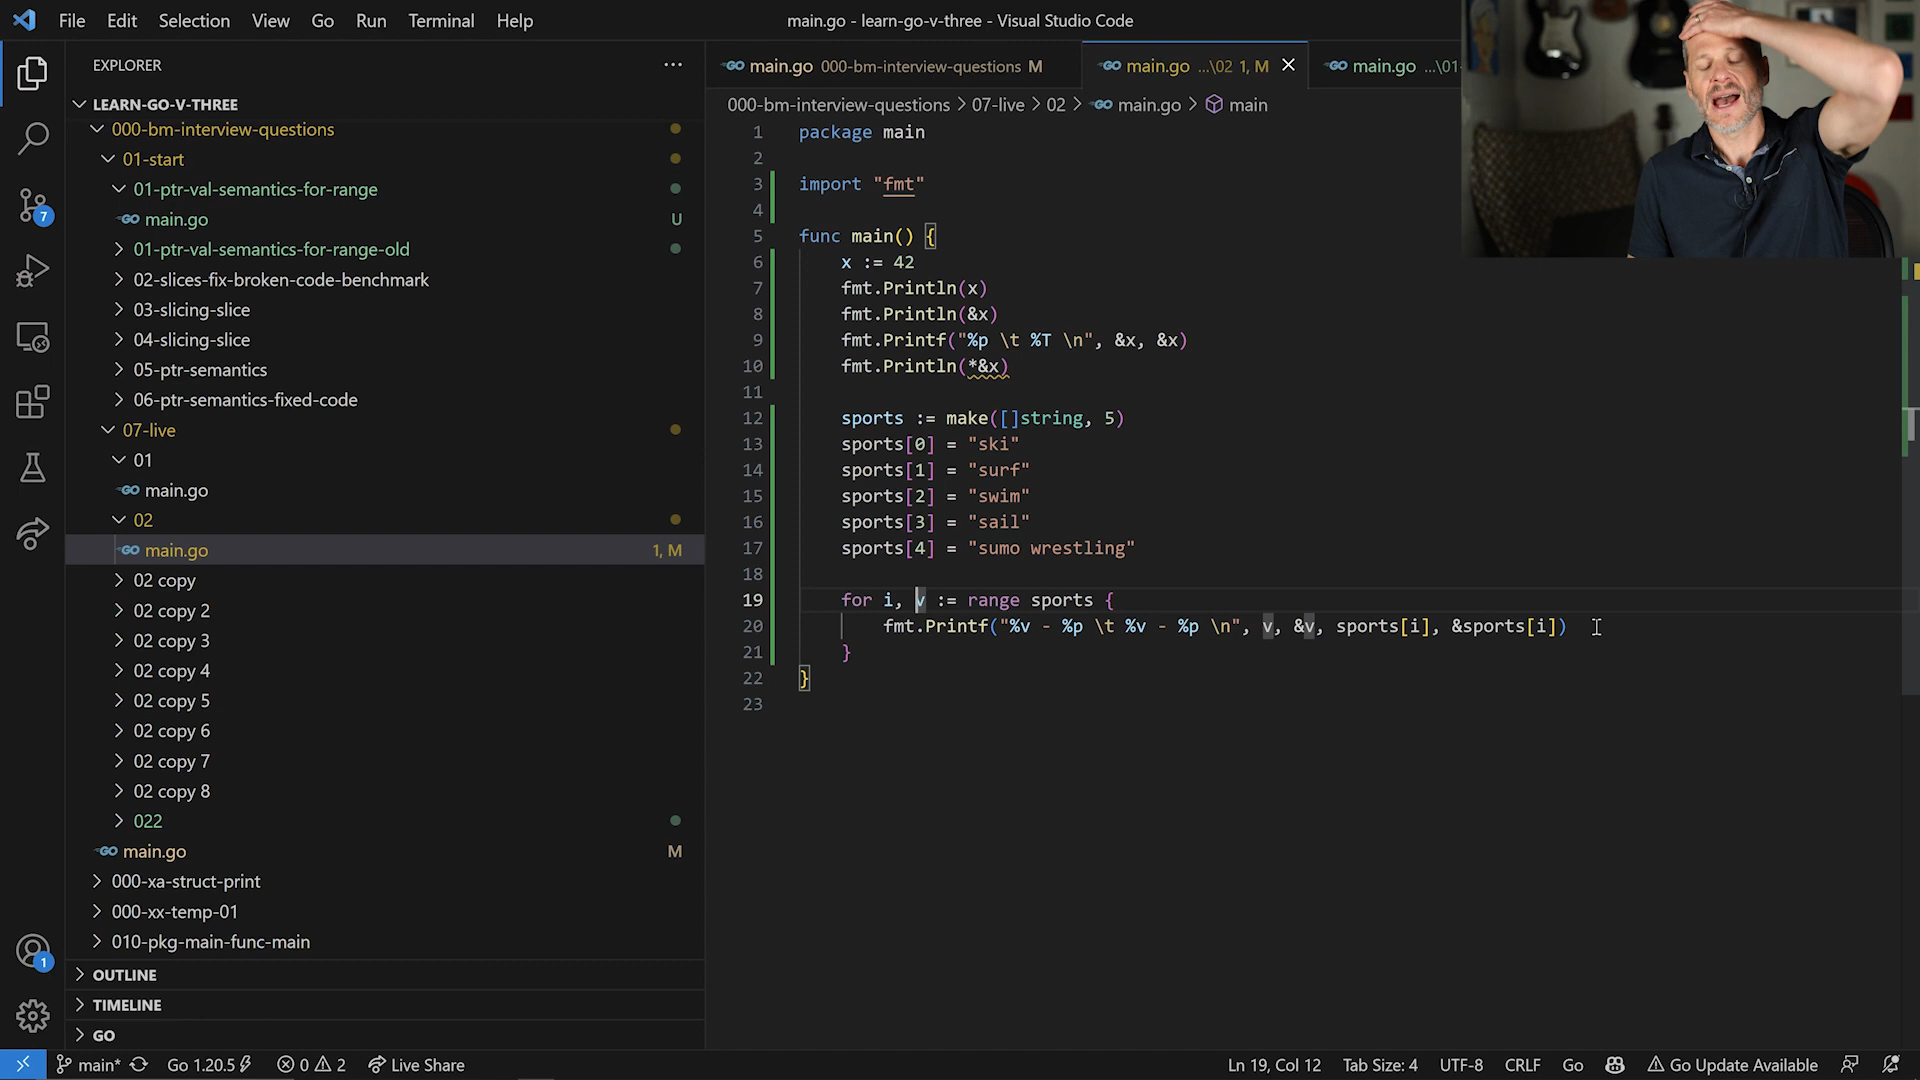 File Edit Selection View Go Run Terminal Help
main.go - learn-go-v-three - Visual Studio Code
EXPLORER
LEARN-GO-V-THREE
000-bm-interview-questions
01-start
01-ptr-val-semantics-for-range
main.go U
01-ptr-val-semantics-for-range-old
02-slices-fix-broken-code-benchmark
03-slicing-slice
04-slicing-slice
05-ptr-semantics
06-ptr-semantics-fixed-code
07-live
01
main.go
02
main.go 1, M
02 copy
02 copy 2
02 copy 3
02 copy 4
02 copy 5
02 copy 6
02 copy 7
02 copy 8
022
main.go M
000-xa-struct-print
000-xx-temp-01
010-pkg-main-func-main
OUTLINE
TIMELINE
GO
7
1
main.go 000-bm-interview-questions M
main.go ...\02 1, M
main.go ...\01-
000-bm-interview-questions > 07-live > 02 > main.go > main
1 package main
2
3 import "fmt"
4
5 func main() {
6 x := 42
7 fmt.Println(x)
8 fmt.Println(&x)
9 fmt.Printf("%p \t %T \n", &x, &x)
10 fmt.Println(*&x)
11
12 sports := make([]string, 5)
13 sports[0] = "ski"
14 sports[1] = "surf"
15 sports[2] = "swim"
16 sports[3] = "sail"
17 sports[4] = "sumo wrestling"
18
19 for i, v := range sports {
20 fmt.Printf("%v - %p \t %v - %p \n", v, &v, sports[i], &sports[i])
21 }
22 }
23
main* Go 1.20.5 0 2 Live Share
Ln 19, Col 12 Tab Size: 4 UTF-8 CRLF Go Go Update Available